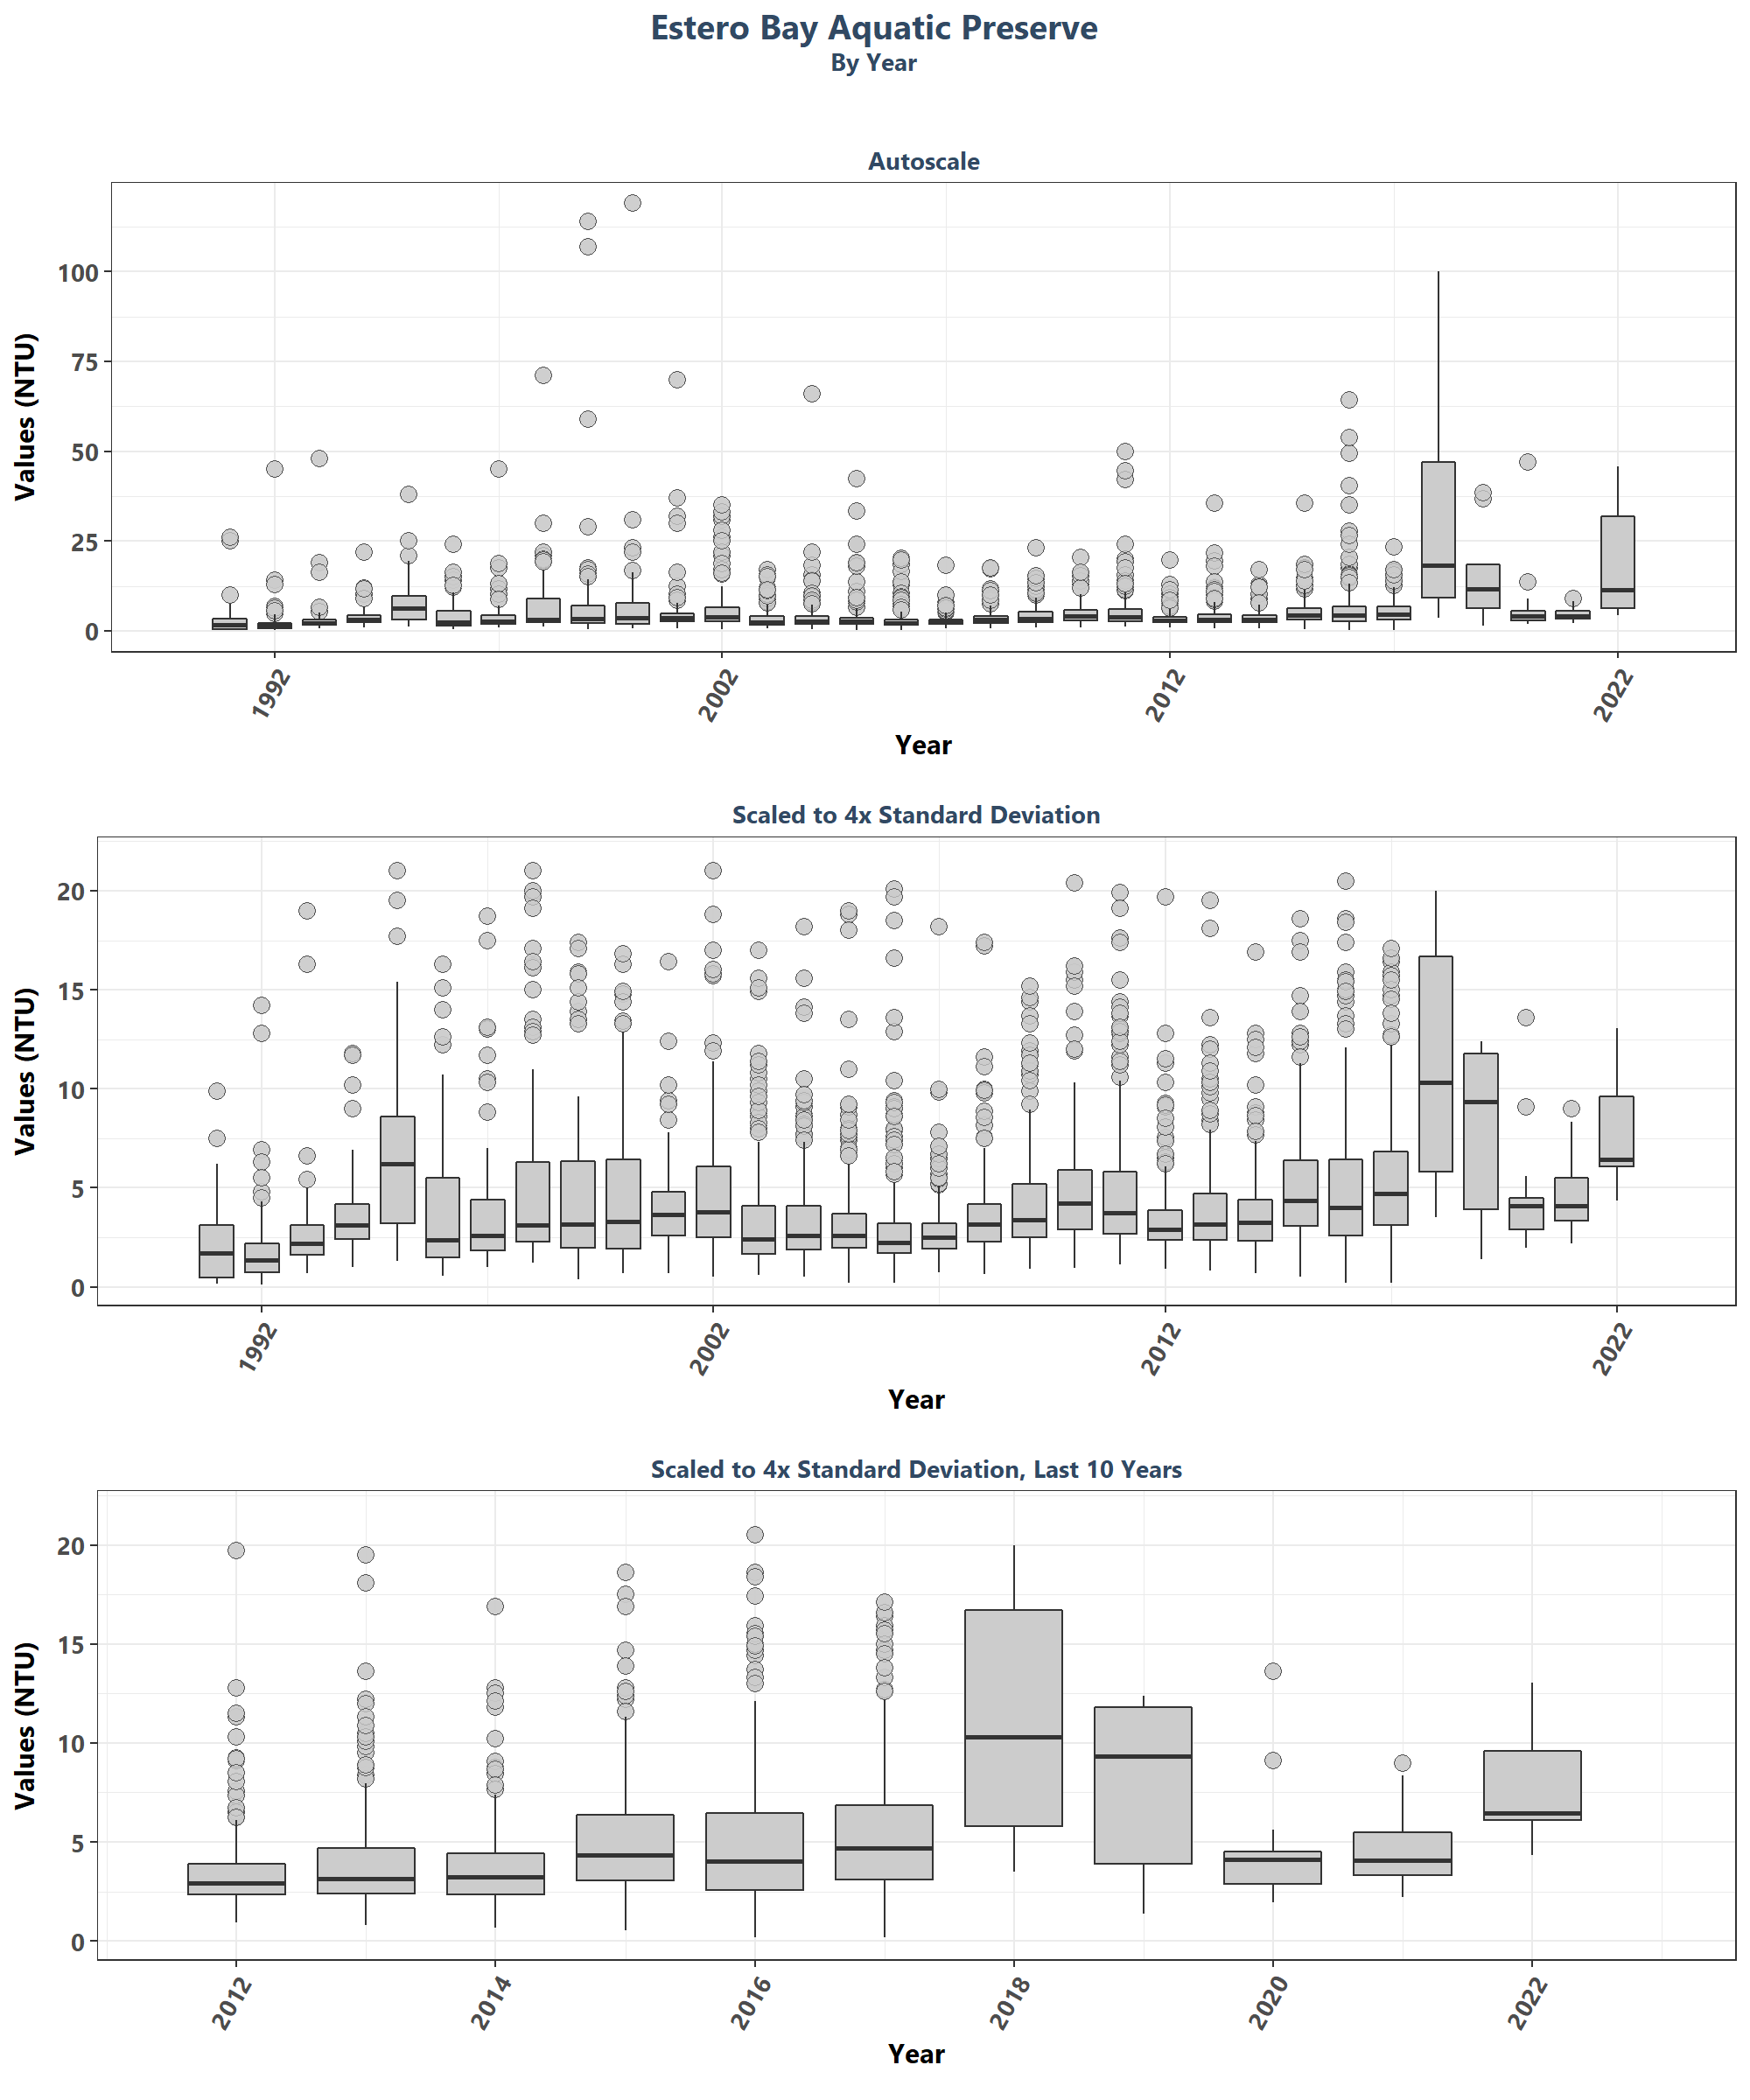 Estero Bay Aquatic Preserve
By Year
Autoscale
Values (NTU)
100
75
50
25
0
1992
2002
2012
2022
Year
Scaled to 4x Standard Deviation
Values (NTU)
20
15
10
5
0
1992
2002
2012
2022
Year
Scaled to 4x Standard Deviation, Last 10 Years
Values (NTU)
20
15
10
5
0
2012
2014
2016
2018
2020
2022
Year